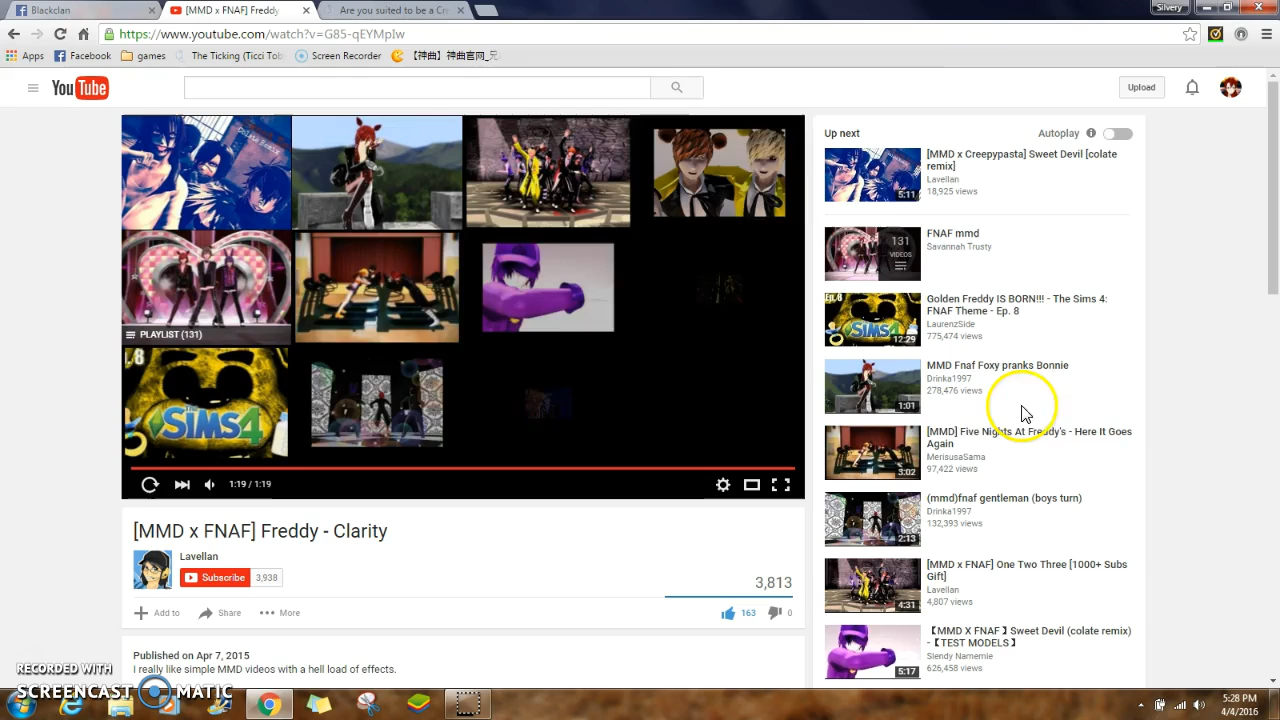 Blackclan
[MMD x FNAF] Freddy
Are you suited to be a Cr
Silvery
https://www.youtube.com/watch?v=G85-qEYMpIw
Apps
Facebook
games
The Ticking (Ticci Tob
Screen Recorder
【神曲】神曲官网_兄
YouTube
Upload
Up next
Autoplay
[MMD x Creepypasta] Sweet Devil [colate
remix]
Lavellan
18,925 views
5:11
FNAF mmd
Savannah Trusty
131
VIDEOS
Golden Freddy IS BORN!!! - The Sims 4:
FNAF Theme - Ep. 8
LaurenzSide
775,474 views
Ep. 8
SIMS4
12:29
MMD Fnaf Foxy pranks Bonnie
Drinka1997
278,476 views
1:01
[MMD] Five Nights At Freddy's - Here It Goes
Again
MerisusaSama
97,422 views
3:02
(mmd)fnaf gentleman (boys turn)
Drinka1997
132,393 views
2:13
[MMD x FNAF] One Two Three [1000+ Subs
Gift]
Lavellan
4,807 views
4:31
【MMD X FNAF】Sweet Devil (colate remix)
-【TEST MODELS】
Slendy Namemie
626,458 views
5:17
PLAYLIST (131)
SIMS4
1:19 / 1:19
[MMD x FNAF] Freddy - Clarity
Lavellan
Subscribe
3,938
3,813
Add to
Share
More
163
0
Published on Apr 7, 2015
I really like simple MMD videos with a hell load of effects.
RECORDED WITH
SCREENCAST MATIC
5:28 PM
4/4/2016